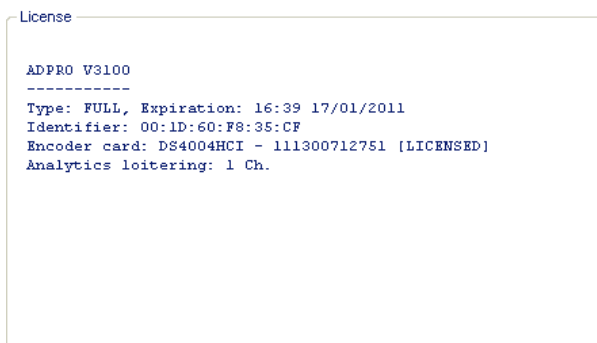 License
ADPRO V3100
-----------
Type: FULL, Expiration: 16:39 17/01/2011
Identifier: 00:1D:60:F8:35:CF
Encoder card: DS4004HCI - 111300712751 [LICENSED]
Analytics loitering: 1 Ch.